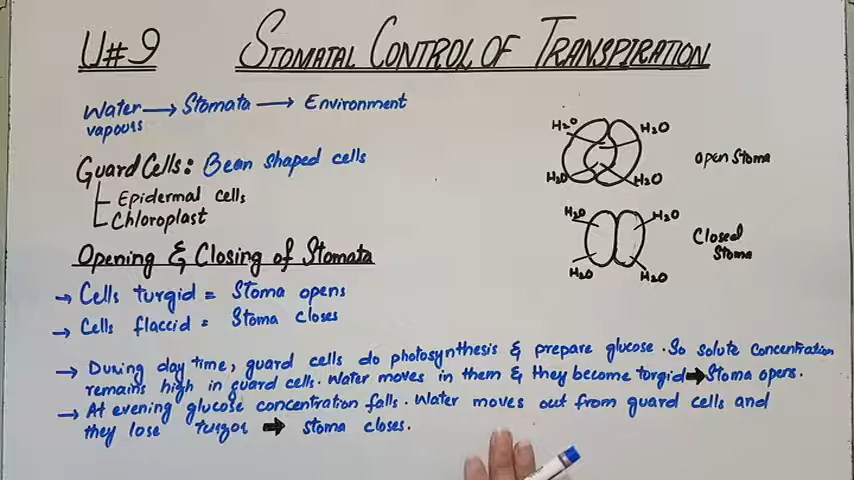 U#9 STOMATAL CONTROL OF TRANSPIRATION
Water → Stomata → Environment
vapours
Guard Cells: Bean shaped cells
Epidermal cells
Chloroplast
H2O H2O
H2O H2O
Open Stoma
H2O H2O
H2O H2O
Closed
Stoma
Opening & Closing of Stomata
→ Cells turgid = Stoma opens
→ Cells flaccid = Stoma closes
→ During day time, guard cells do photosynthesis & prepare glucose. So solute concentration
remains high in guard cells. Water moves in them & they become turgid → Stoma opens.
→ At evening glucose concentration falls. Water moves out from guard cells and
they lose turgor → stoma closes.